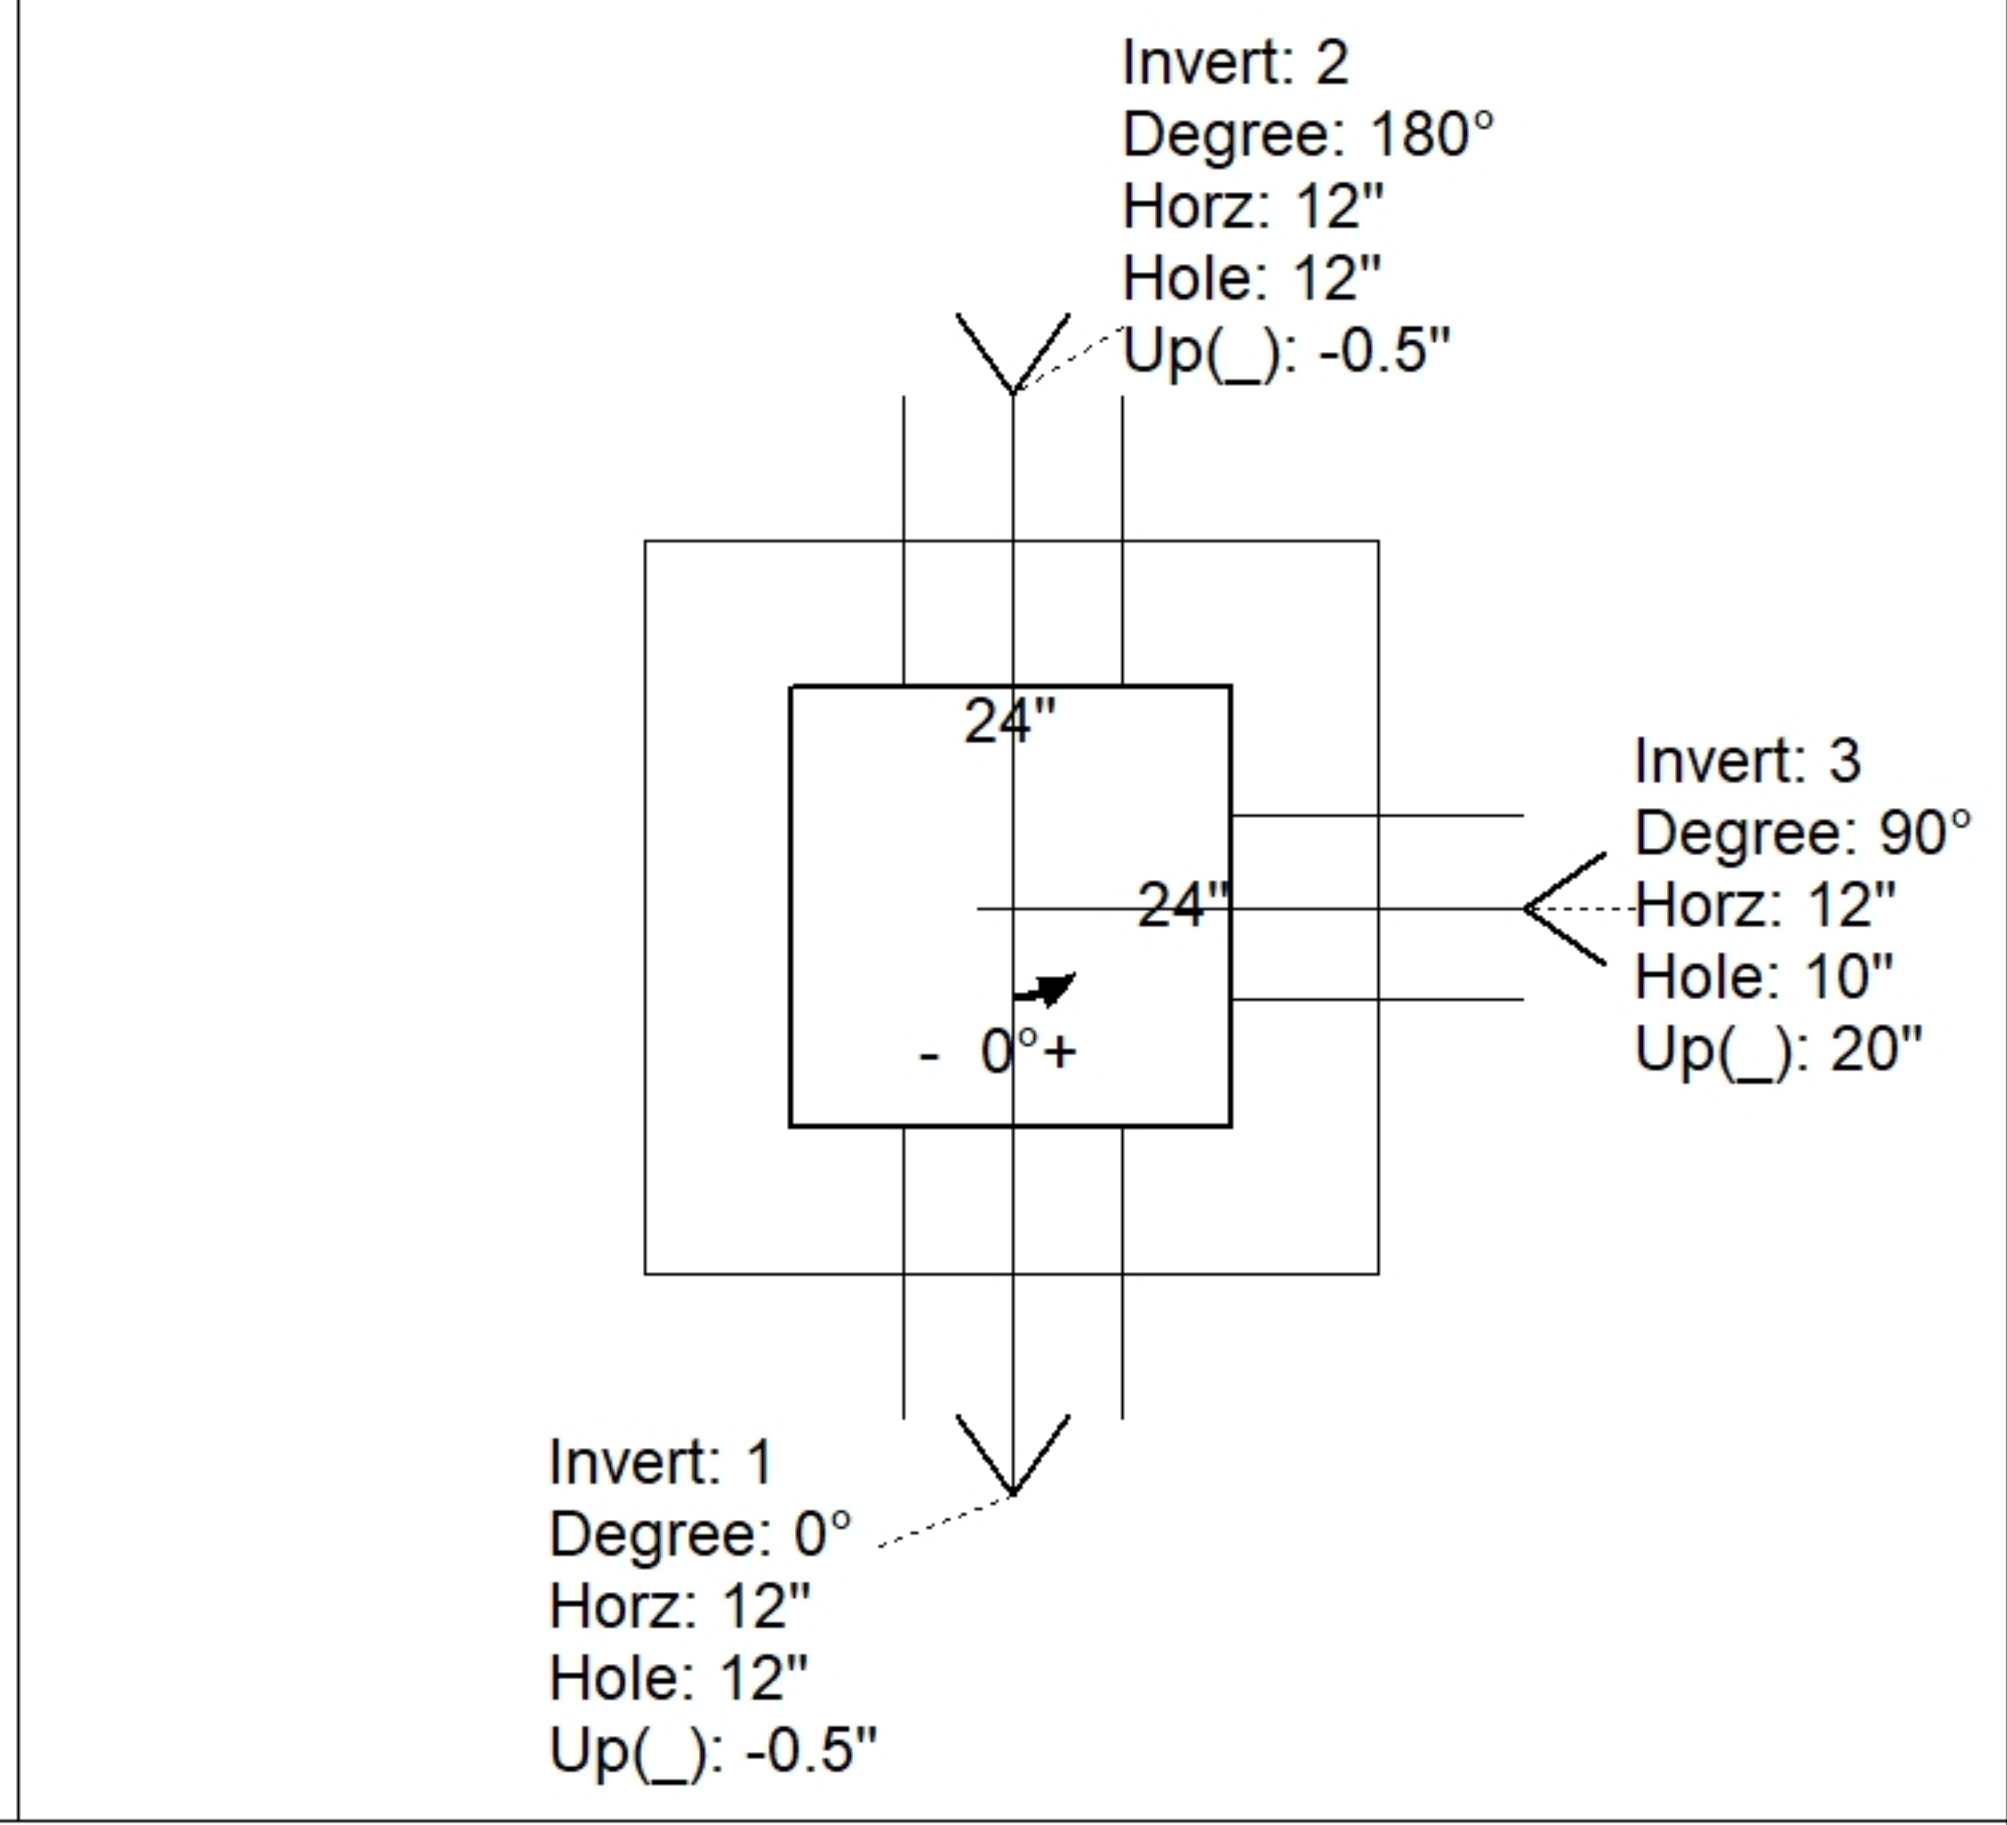 Invert: 2
Degree: 180°
Horz: 12"
Hole: 12"
Up(_): -0.5"
24"
Invert: 3
Degree: 90°
Horz: 12"
Hole: 10"
Up(_): 20"
24"
- 0°+
Invert: 1
Degree: 0°
Horz: 12"
Hole: 12"
Up(_): -0.5"